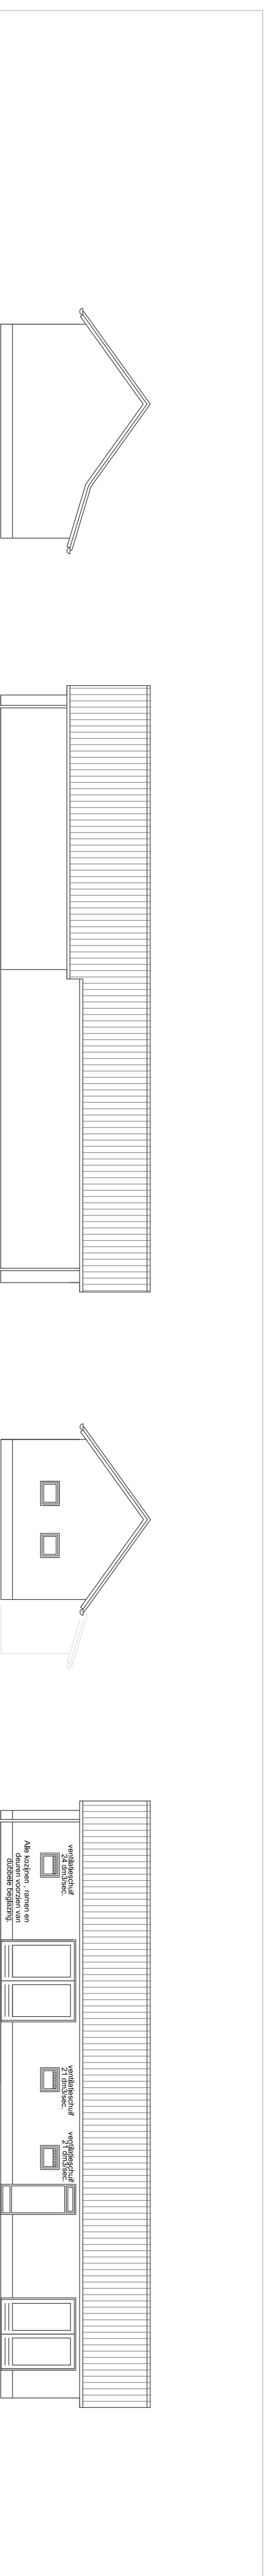 ventilatieschuif
24 dm3/sec.
Alle kozijnen , ramen en
deuren voorzien van
dubbele beglazing.
ventilatieschuif
21 dm3/sec.
ventilatieschuif
21 dm3/sec.